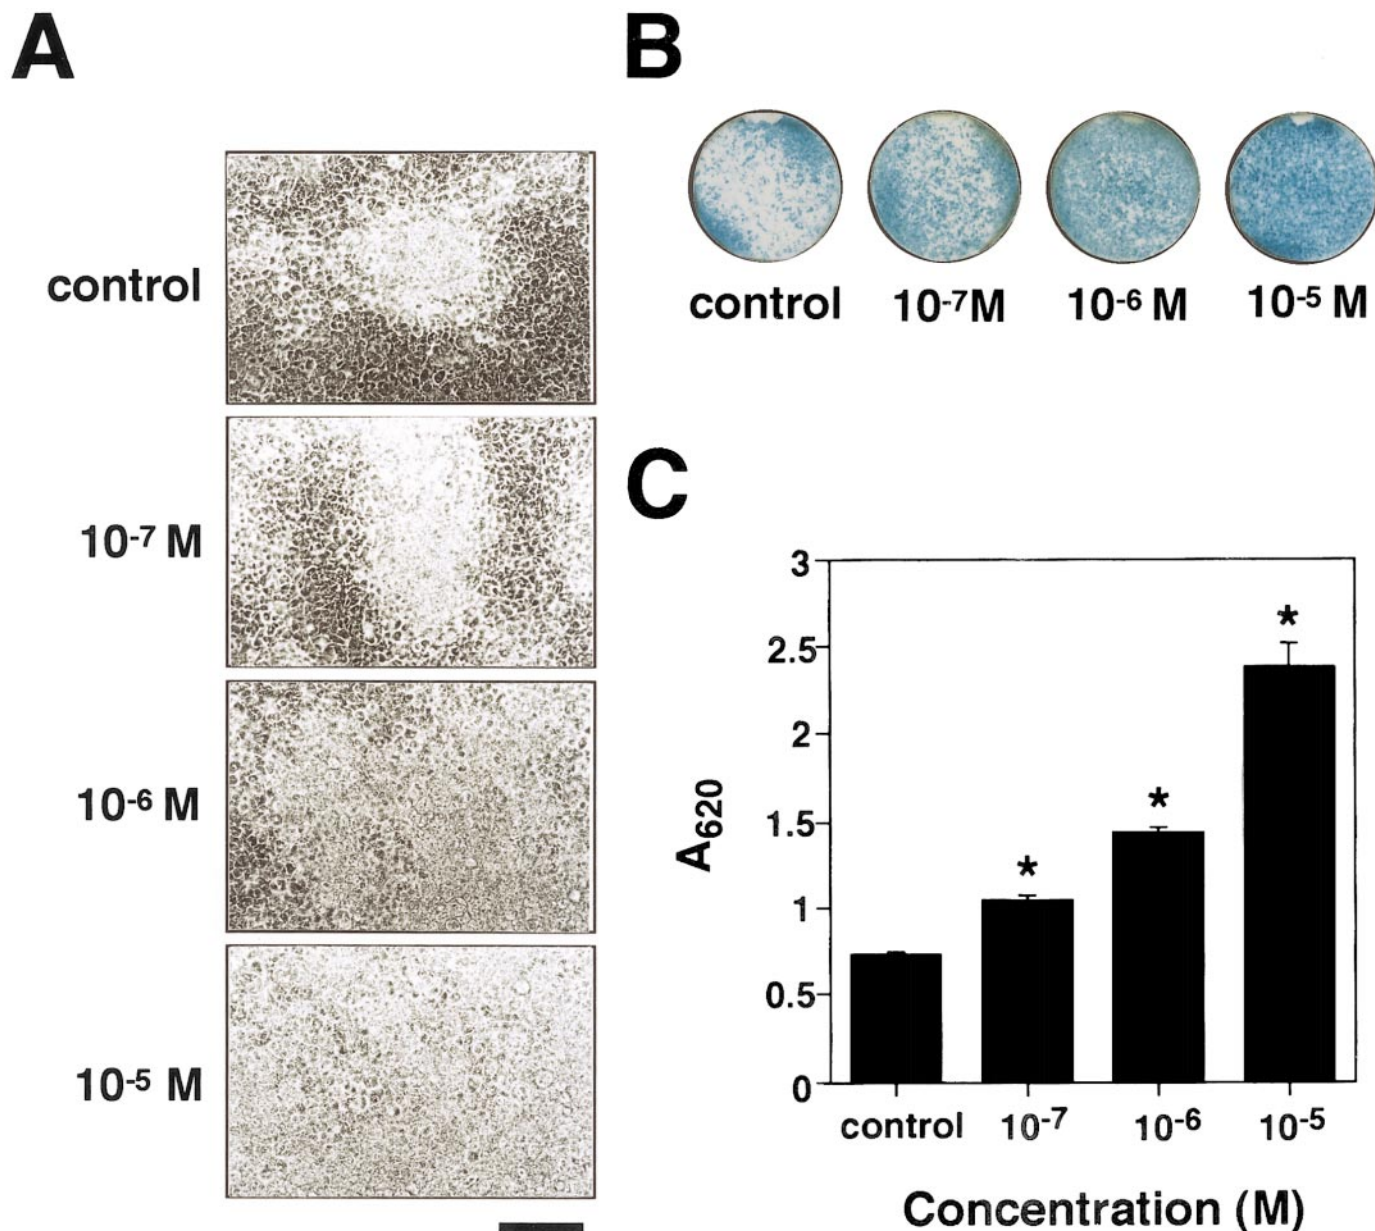 A
control
10⁻⁷ M
10⁻⁶ M
10⁻⁵ M
B
control
10⁻⁷M
10⁻⁶ M
10⁻⁵ M
C
3
2.5
2
1.5
1
0.5
0
A₆₂₀
*
*
*
control
10⁻⁷
10⁻⁶
10⁻⁵
Concentration (M)